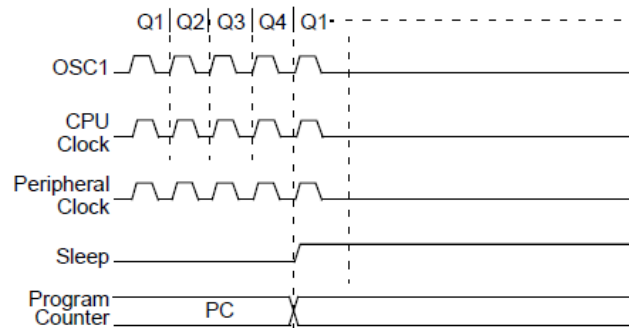 Q1 Q2 Q3 Q4 Q1
OSC1
CPU
Clock
Peripheral
Clock
Sleep
Program
Counter
PC